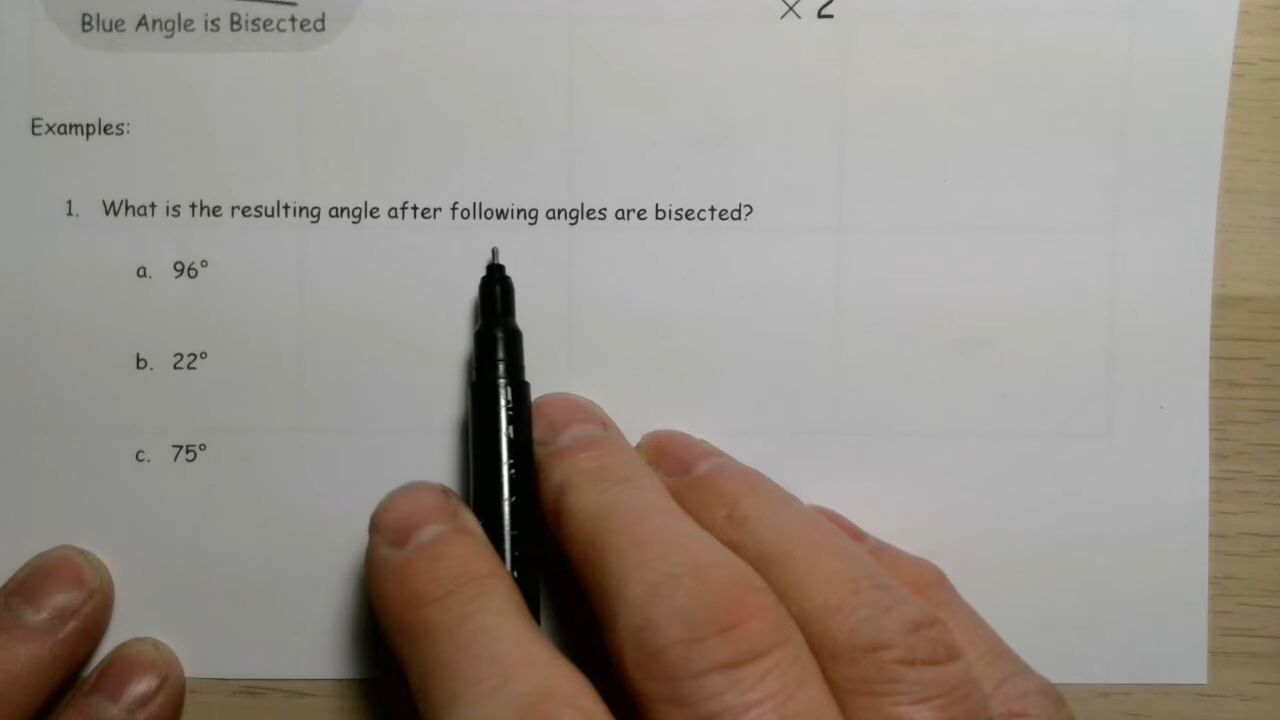 Blue Angle is Bisected
× 2
Examples:
1. What is the resulting angle after following angles are bisected?
a. 96°
b. 22°
c. 75°